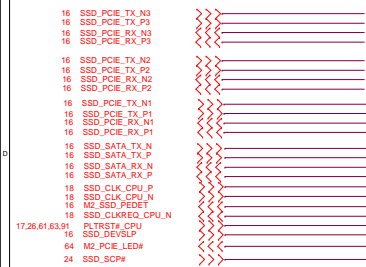 16 SSD_PCIE_TX_N3
16 SSD_PCIE_TX_P3
16 SSD_PCIE_RX_N3
16 SSD_PCIE_RX_P3
16 SSD_PCIE_TX_N2
16 SSD_PCIE_TX_P2
16 SSD_PCIE_RX_N2
16 SSD_PCIE_RX_P2
16 SSD_PCIE_TX_N1
16 SSD_PCIE_TX_P1
16 SSD_PCIE_RX_N1
16 SSD_PCIE_RX_P1
D
16 SSD_SATA_TX_N
16 SSD_SATA_TX_P
16 SSD_SATA_RX_N
16 SSD_SATA_RX_P
18 SSD_CLK_CPU_P
18 SSD_CLK_CPU_N
16 M2_SSD_PEDET
18 SSD_CLKREQ_CPU_N
17,26,61,63,91 PLTRST#_CPU
16 SSD_DEVSLP
64 M2_PCIE_LED#
24 SSD_SCP#